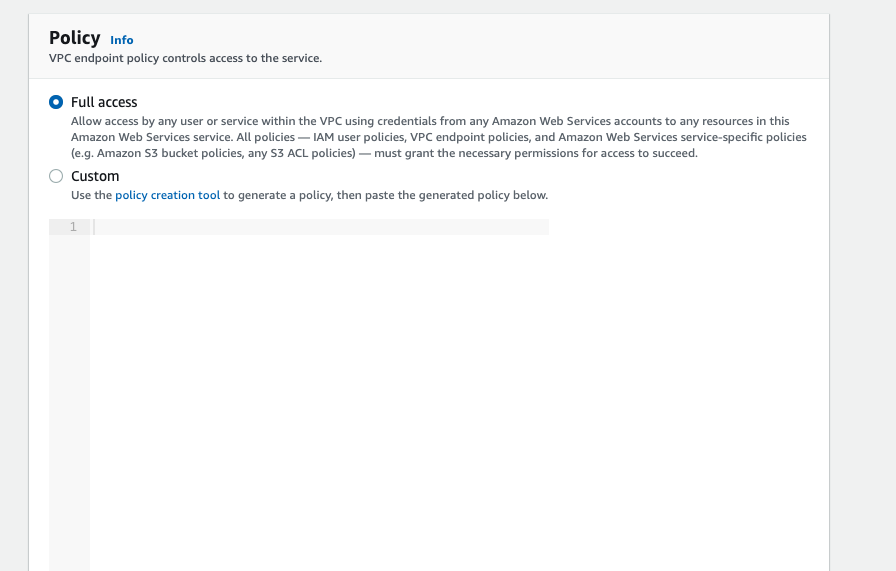 Policy Info
VPC endpoint policy controls access to the service.
Full access
Allow access by any user or service within the VPC using credentials from any Amazon Web Services accounts to any resources in this
Amazon Web Services service. All policies — IAM user policies, VPC endpoint policies, and Amazon Web Services service-specific policies
(e.g. Amazon S3 bucket policies, any S3 ACL policies) — must grant the necessary permissions for access to succeed.
Custom
Use the policy creation tool to generate a policy, then paste the generated policy below.
1